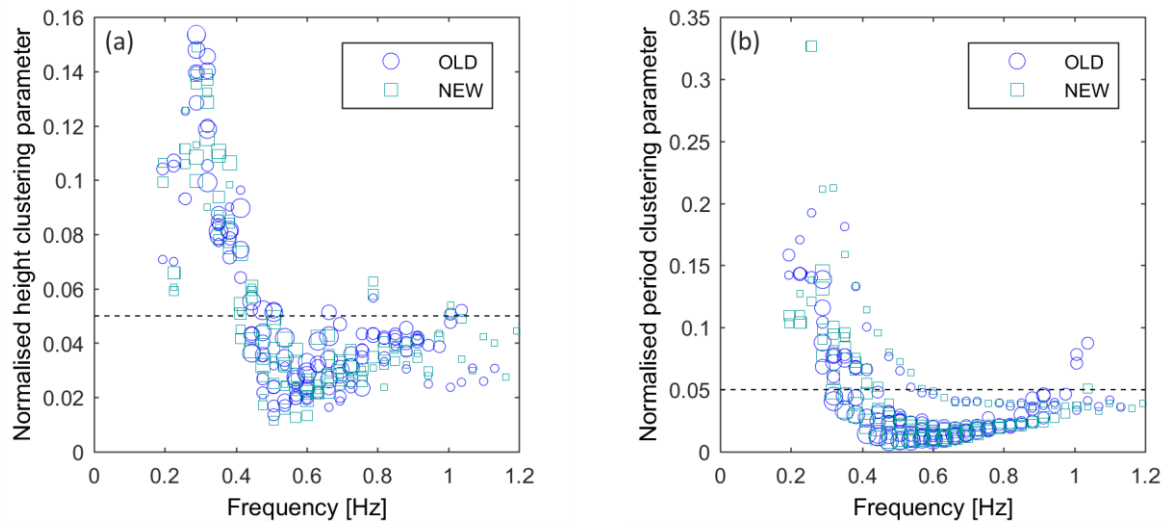 (a)
OLD
NEW
Normalised height clustering parameter
0.16
0.14
0.12
0.1
0.08
0.06
0.04
0.02
0
0 0.2 0.4 0.6 0.8 1 1.2
Frequency [Hz]
(b)
OLD
NEW
Normalised period clustering parameter
0.35
0.3
0.25
0.2
0.15
0.1
0.05
0
0 0.2 0.4 0.6 0.8 1 1.2
Frequency [Hz]